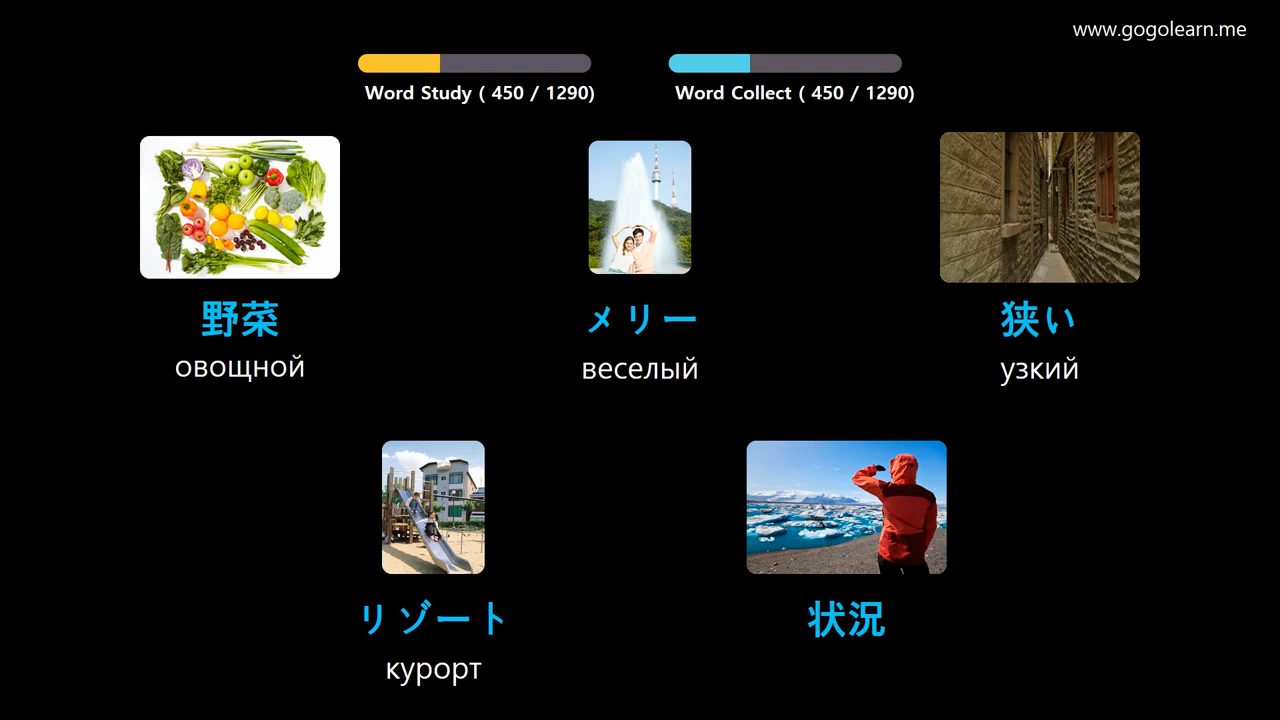 www.gogolearn.me
Word Study ( 450 / 1290)
Word Collect ( 450 / 1290)
野菜
овощной
メリー
веселый
狭い
узкий
リゾート
курорт
状況